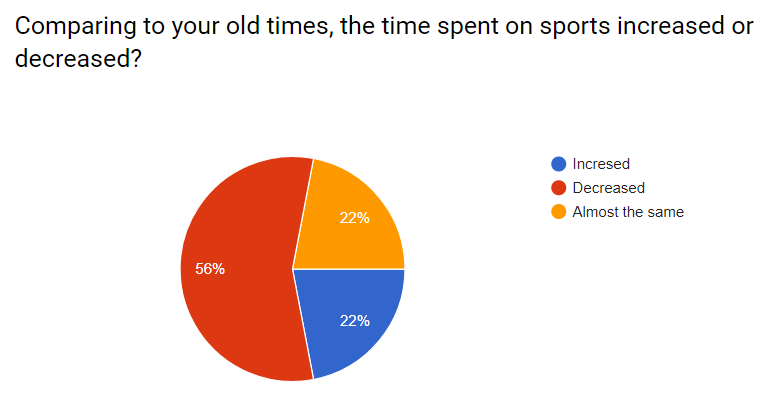 Comparing to your old times, the time spent on sports increased or
decreased?
Incresed
Decreased
Almost the same
22%
56%
22%